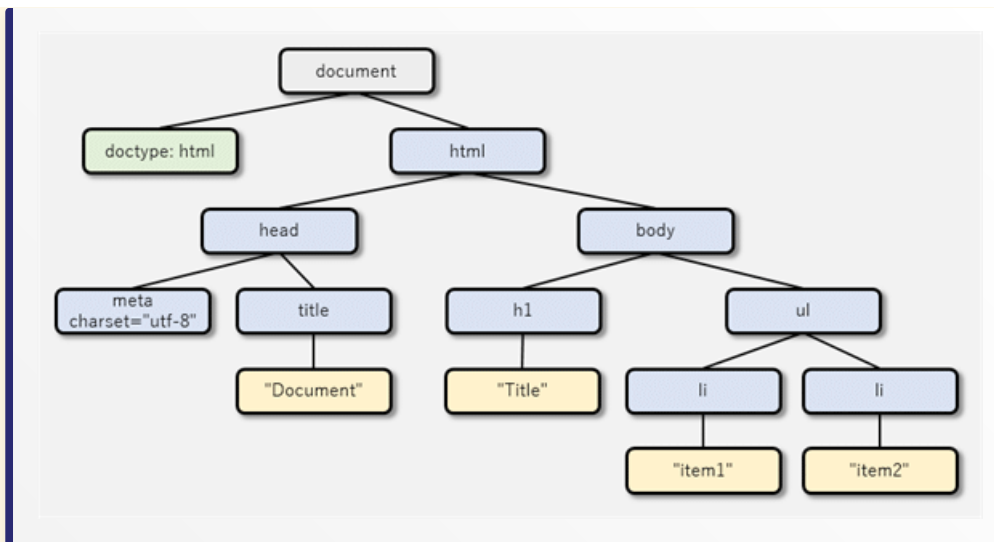 document
doctype: html
html
head
body
meta
charset="utf-8"
title
h1
ul
"Document"
"Title"
li
li
"item1"
"item2"